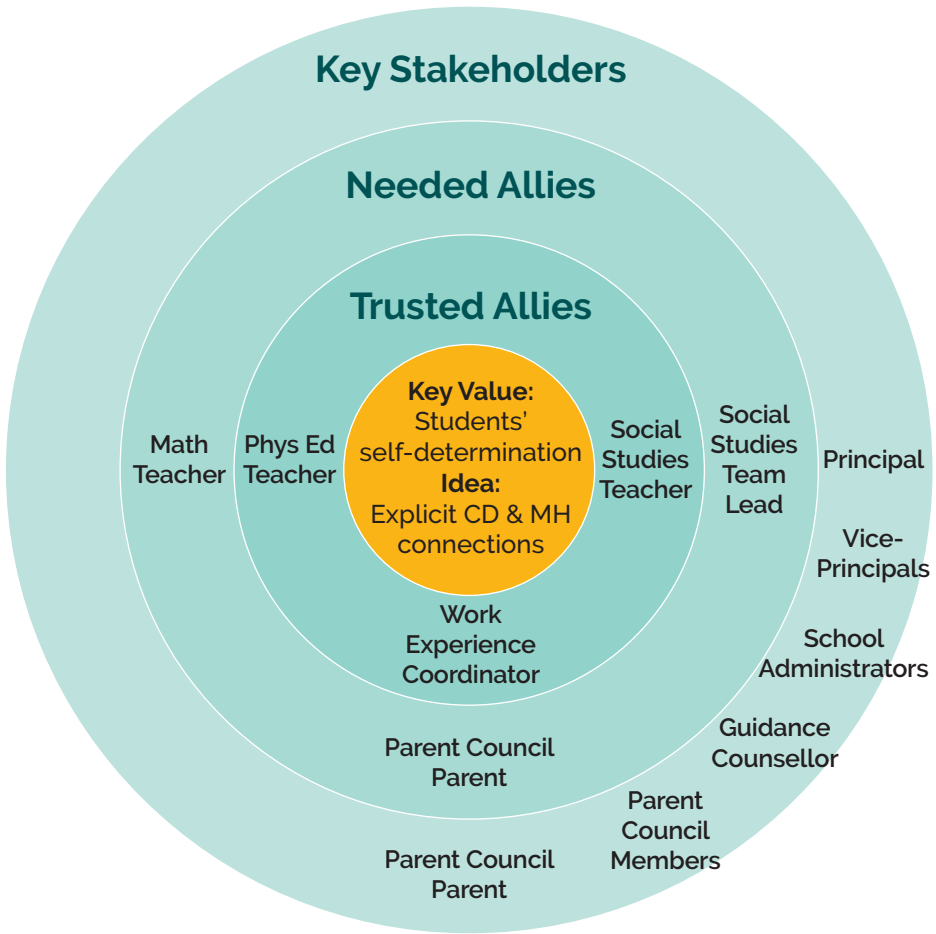 Key Stakeholders
Needed Allies
Trusted Allies
Key Value:
Students’
self-determination
Idea:
Explicit CD & MH
connections
Math
Teacher
Phys Ed
Teacher
Social
Studies
Teacher
Social
Studies
Team
Lead
Principal
Vice-
Principals
School
Administrators
Guidance
Counsellor
Work
Experience
Coordinator
Parent Council
Parent
Parent
Council
Members
Parent Council
Parent